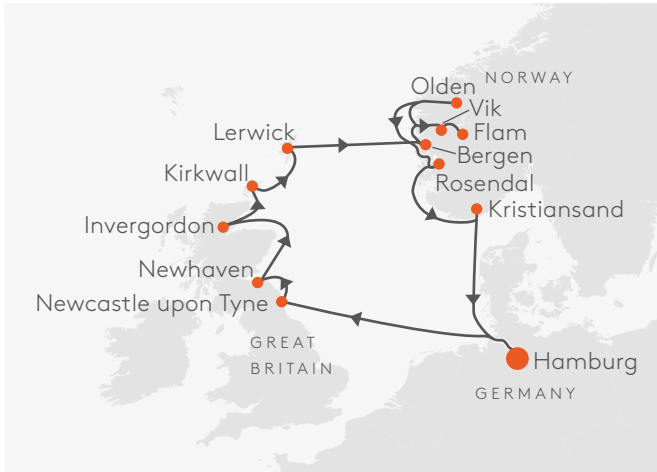 Olden
NORWAY
Vik
Flam
Lerwick
Bergen
Kirkwall
Rosendal
Kristiansand
Invergordon
Newhaven
Newcastle upon Tyne
GREAT
BRITAIN
Hamburg
GERMANY